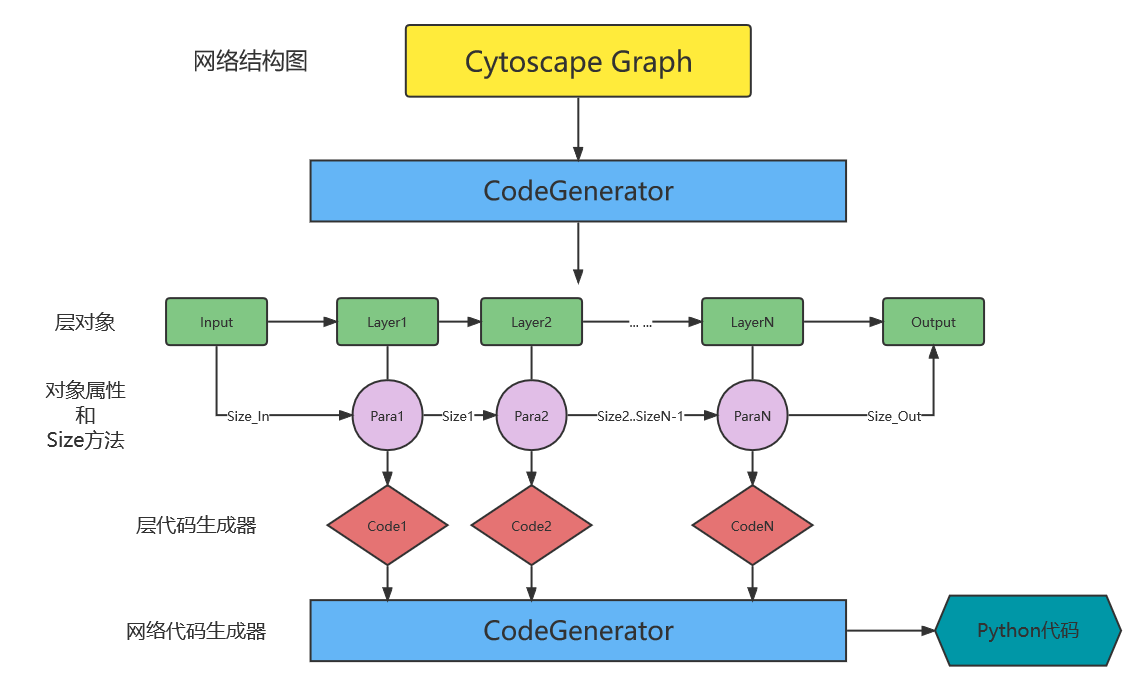 网络结构图
Cytoscape Graph
CodeGenerator
层对象
Input
Layer1
Layer2
... ...
LayerN
Output
对象属性
和
Size方法
Size_In
Para1
Size1
Para2
Size2..SizeN-1
ParaN
Size_Out
层代码生成器
Code1
Code2
CodeN
网络代码生成器
CodeGenerator
Python代码